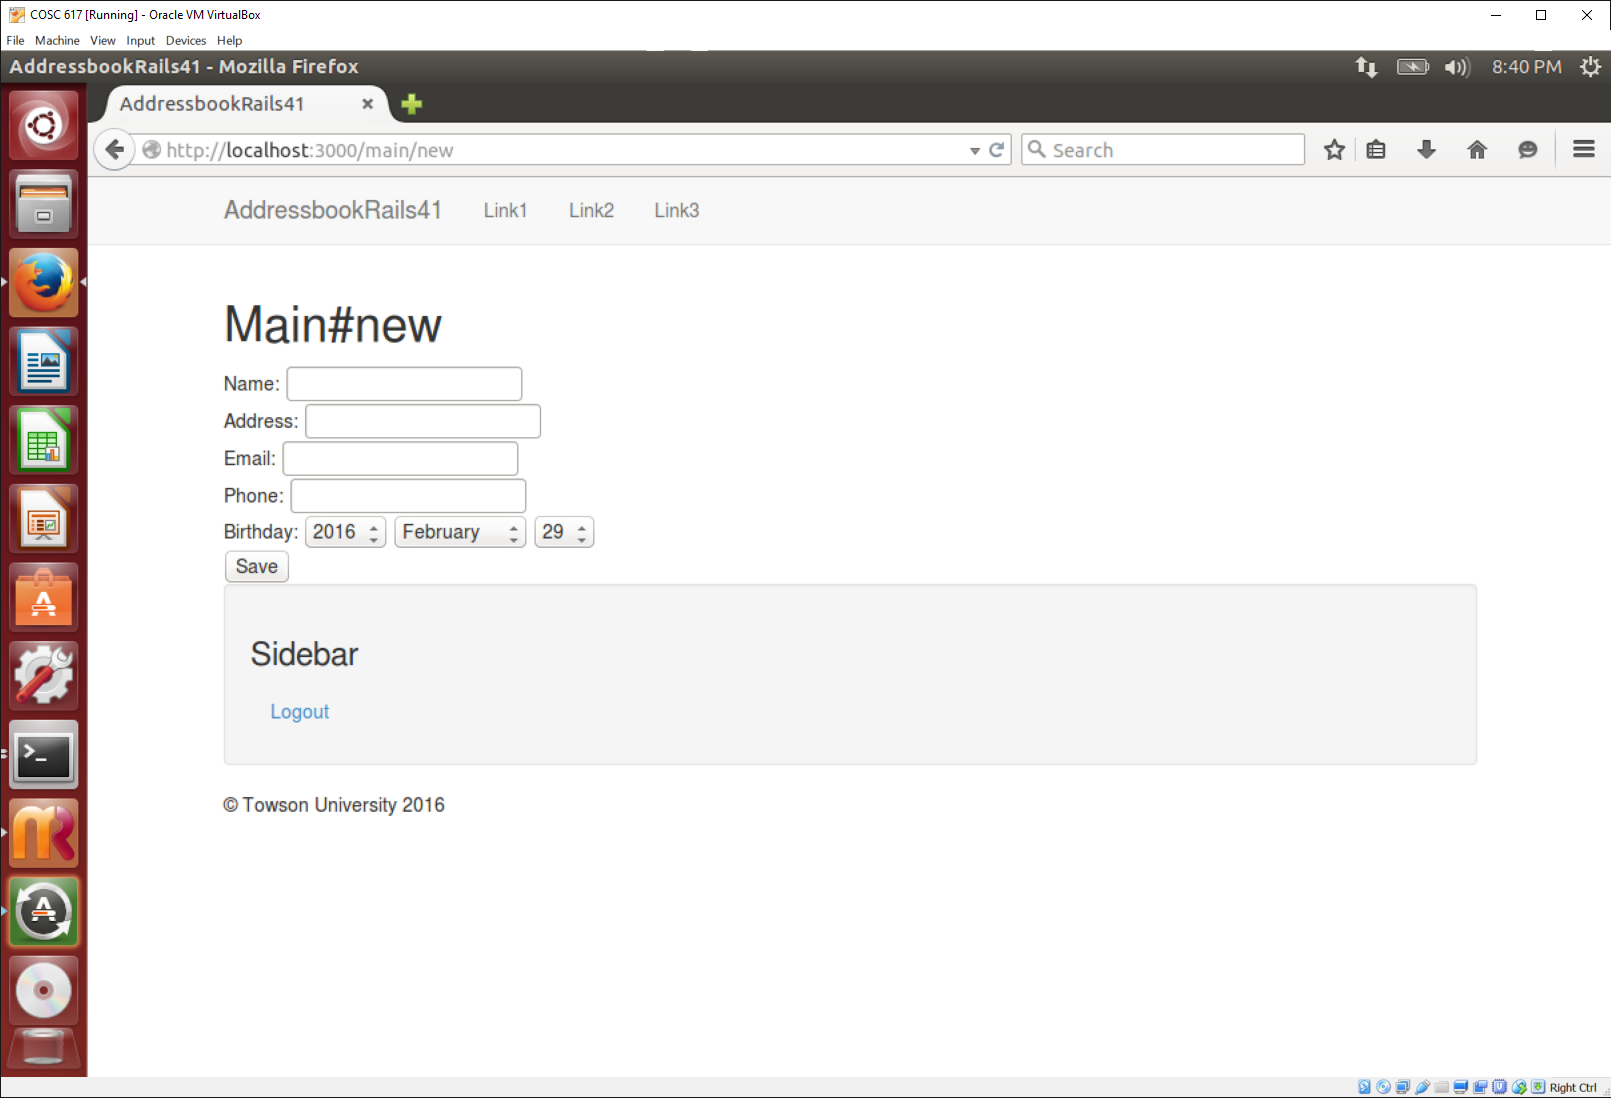 COSC 617 [Running] - Oracle VM VirtualBox
File Machine View Input Devices Help
AddressbookRails41 - Mozilla Firefox
8:40 PM
AddressbookRails41
http://localhost:3000/main/new
Search
AddressbookRails41 Link1 Link2 Link3
Main#new
Name:
Address:
Email:
Phone:
Birthday: 2016 February 29
Save
Sidebar
Logout
© Towson University 2016
Right Ctrl